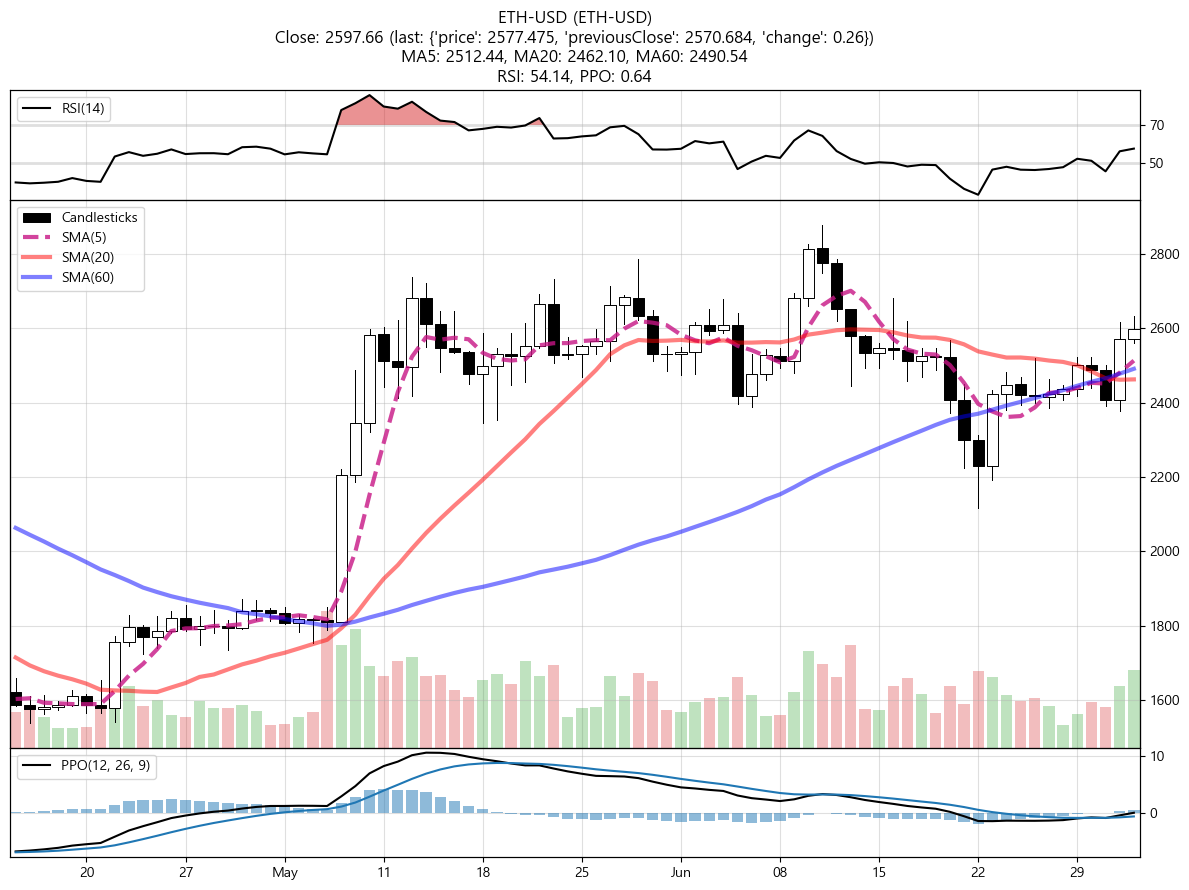 ETH-USD (ETH-USD)
Close: 2597.66 (last: {'price': 2577.475, 'previousClose': 2570.684, 'change': 0.26})
MA5: 2512.44, MA20: 2462.10, MA60: 2490.54
RSI: 54.14, PPO: 0.64
RSI(14)
70
50
Candlesticks
SMA(5)
SMA(20)
SMA(60)
2800
2600
2400
2200
2000
1800
1600
PPO(12, 26, 9)
10
0
20 27 May 11 18 25 Jun 08 15 22 29